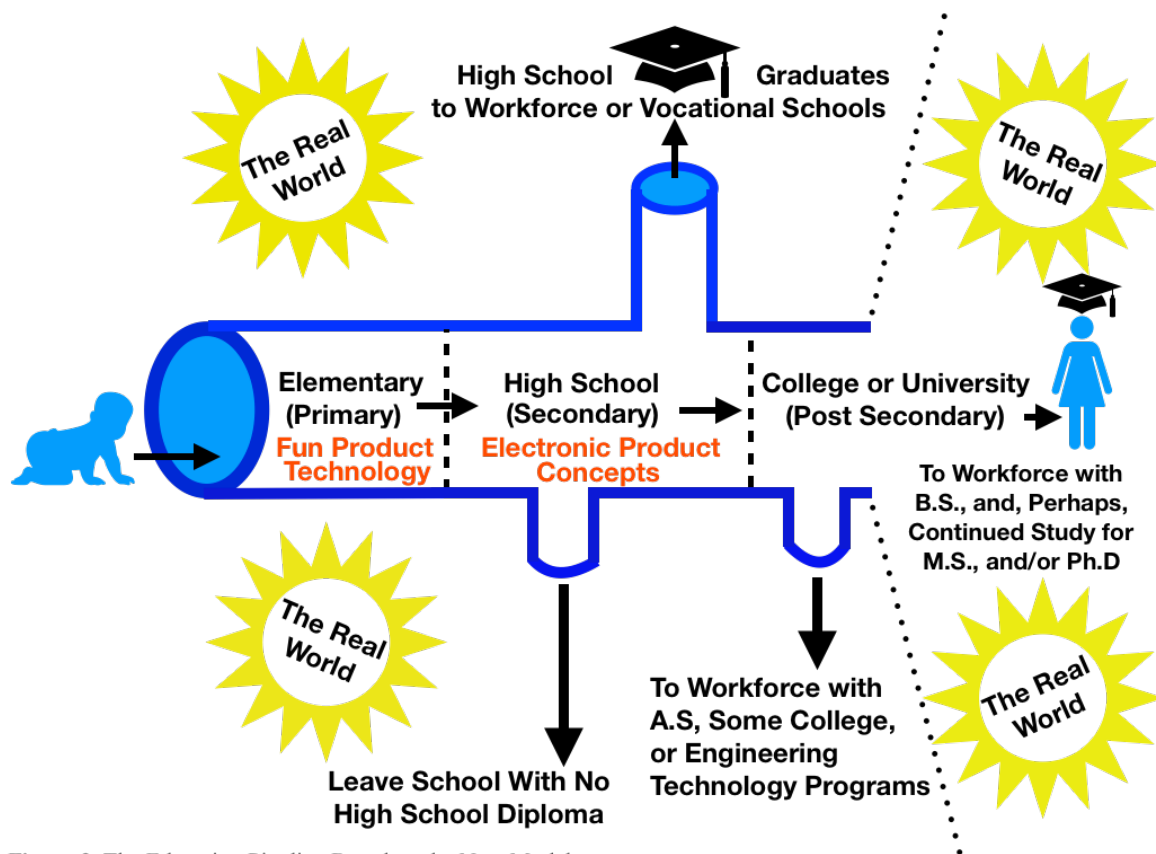 High School Graduates
to Workforce or Vocational Schools
The Real
World
The Real
World
Elementary
(Primary)
Fun Product
Technology
High School
(Secondary)
Electronic Product
Concepts
College or University
(Post Secondary)
To Workforce with
B.S., and, Perhaps,
Continued Study for
M.S., and/or Ph.D
The Real
World
The Real
World
To Workforce with
A.S, Some College,
or Engineering
Technology Programs
Leave School With No
High School Diploma